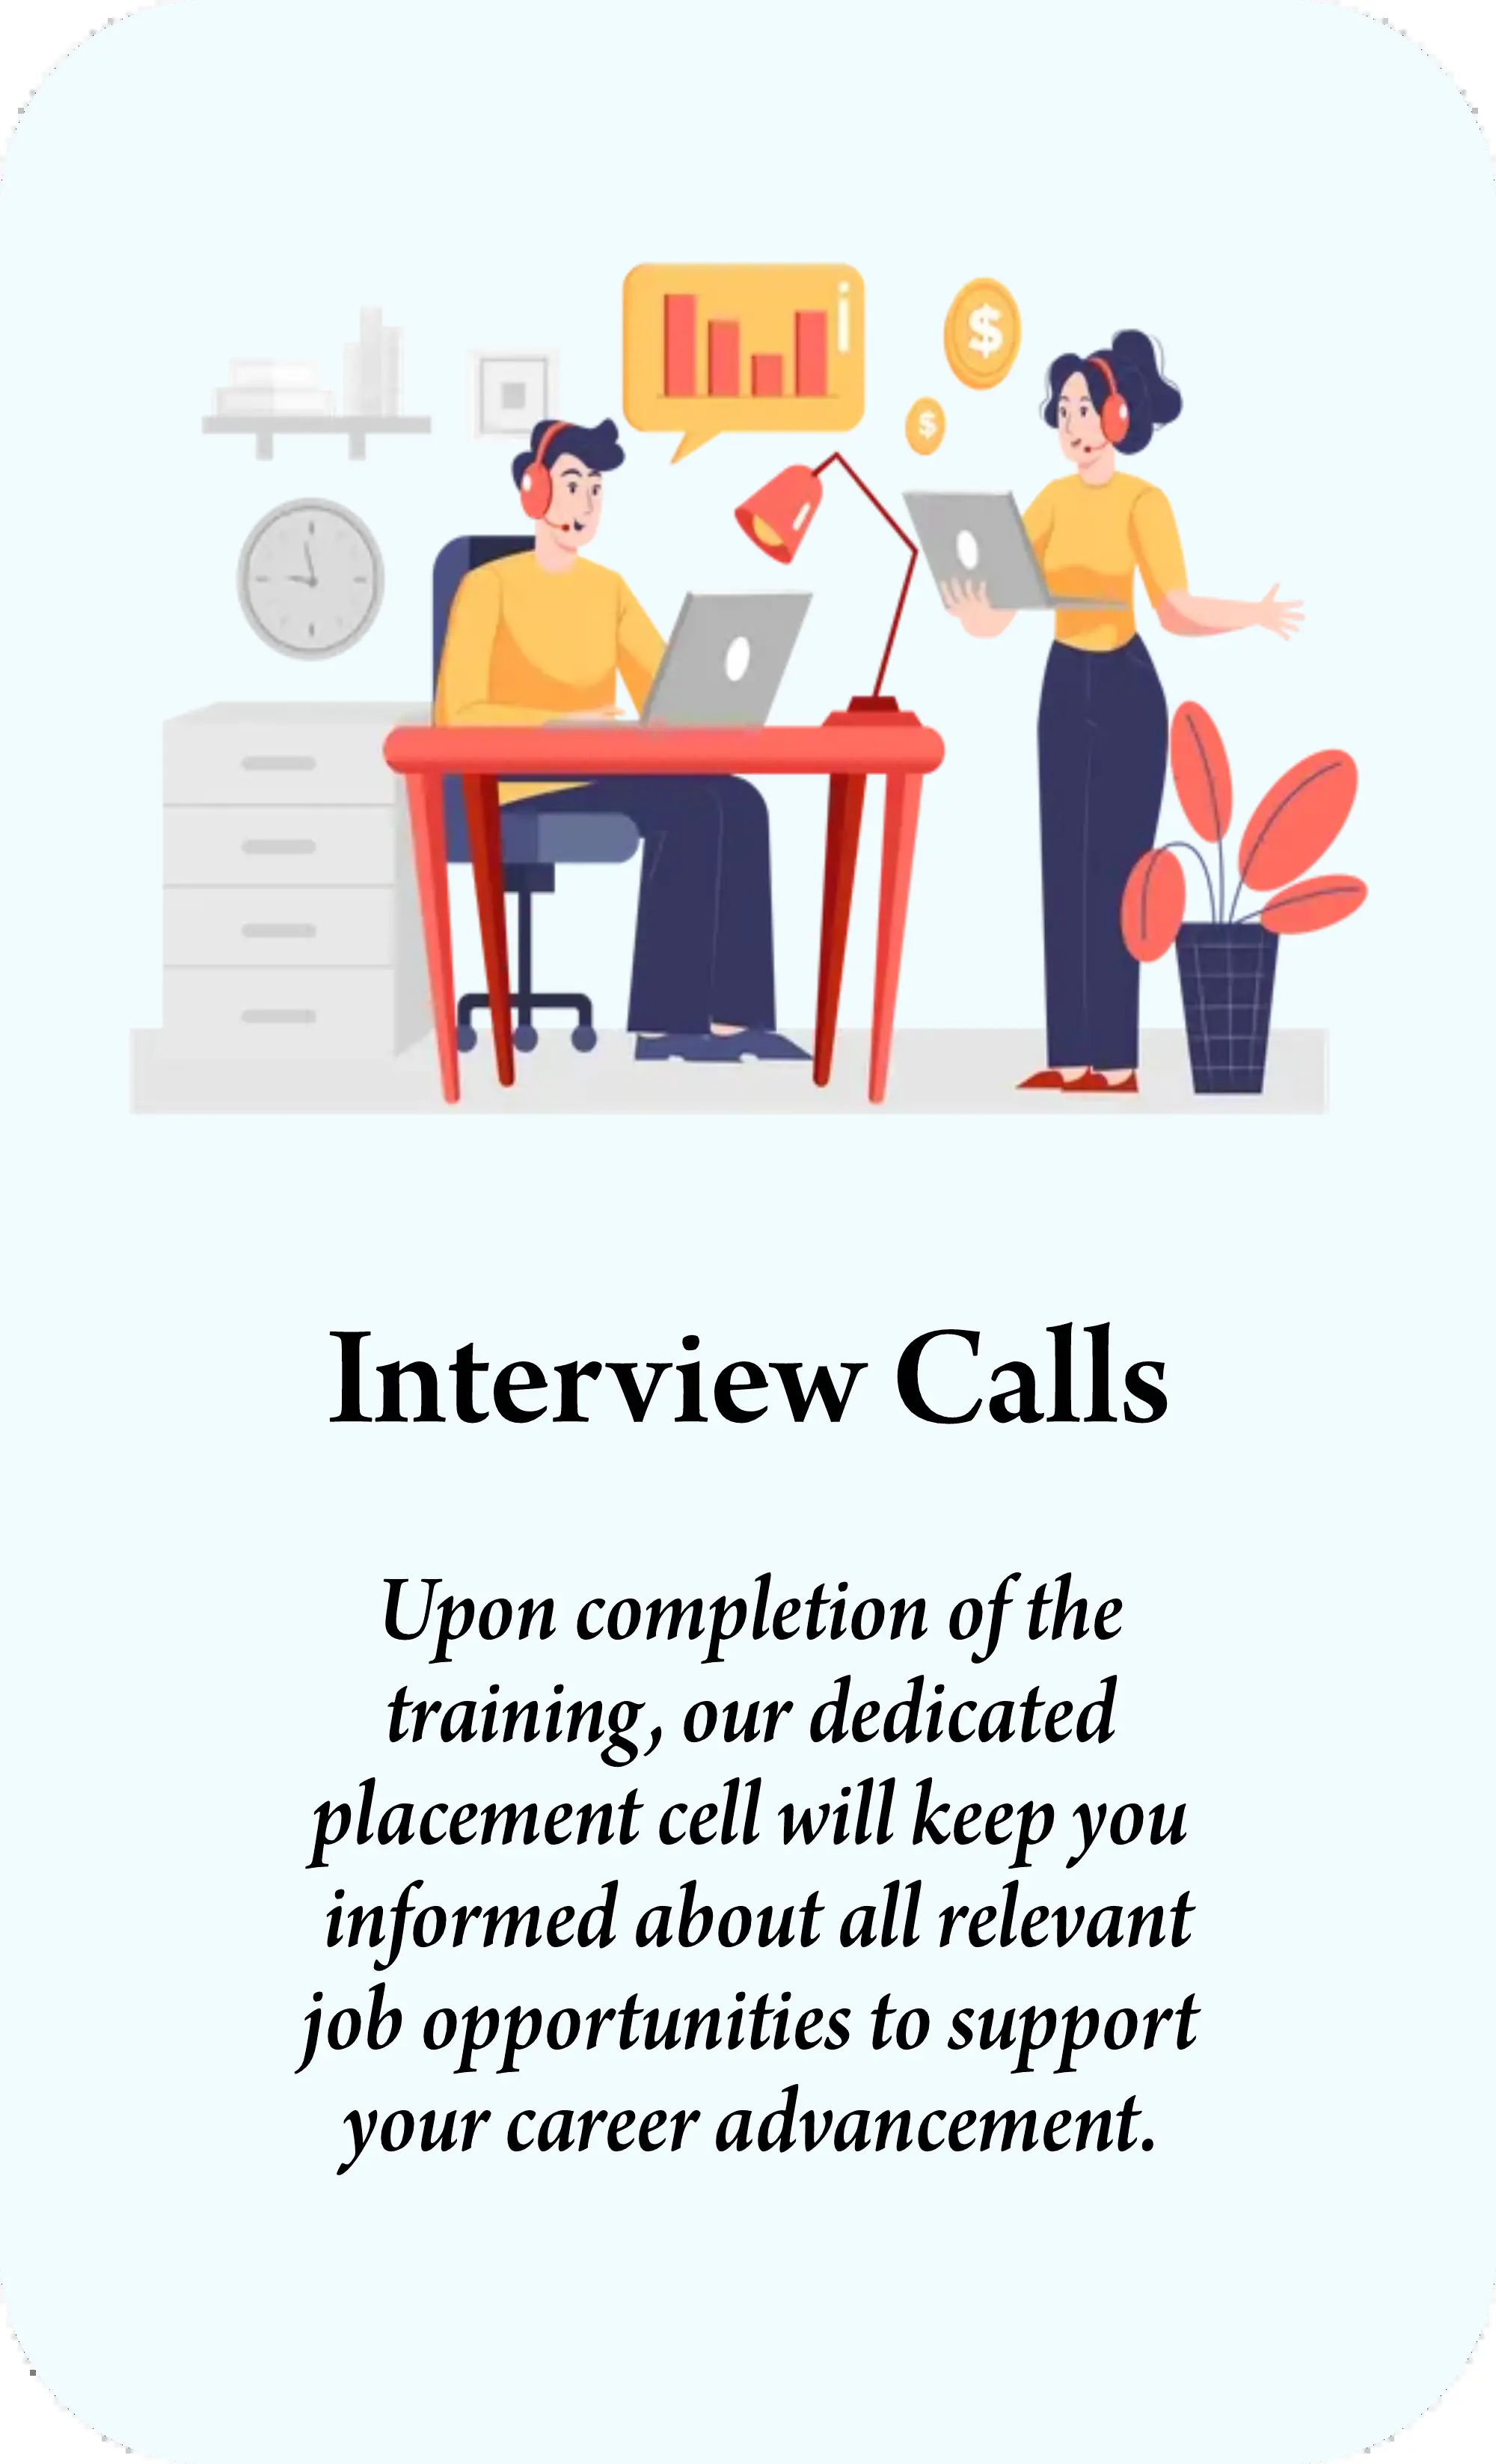 $
$
Interview Calls
Upon completion of the
training, our dedicated
placement cell will keep you
informed about all relevant
job opportunities to support
your career advancement.